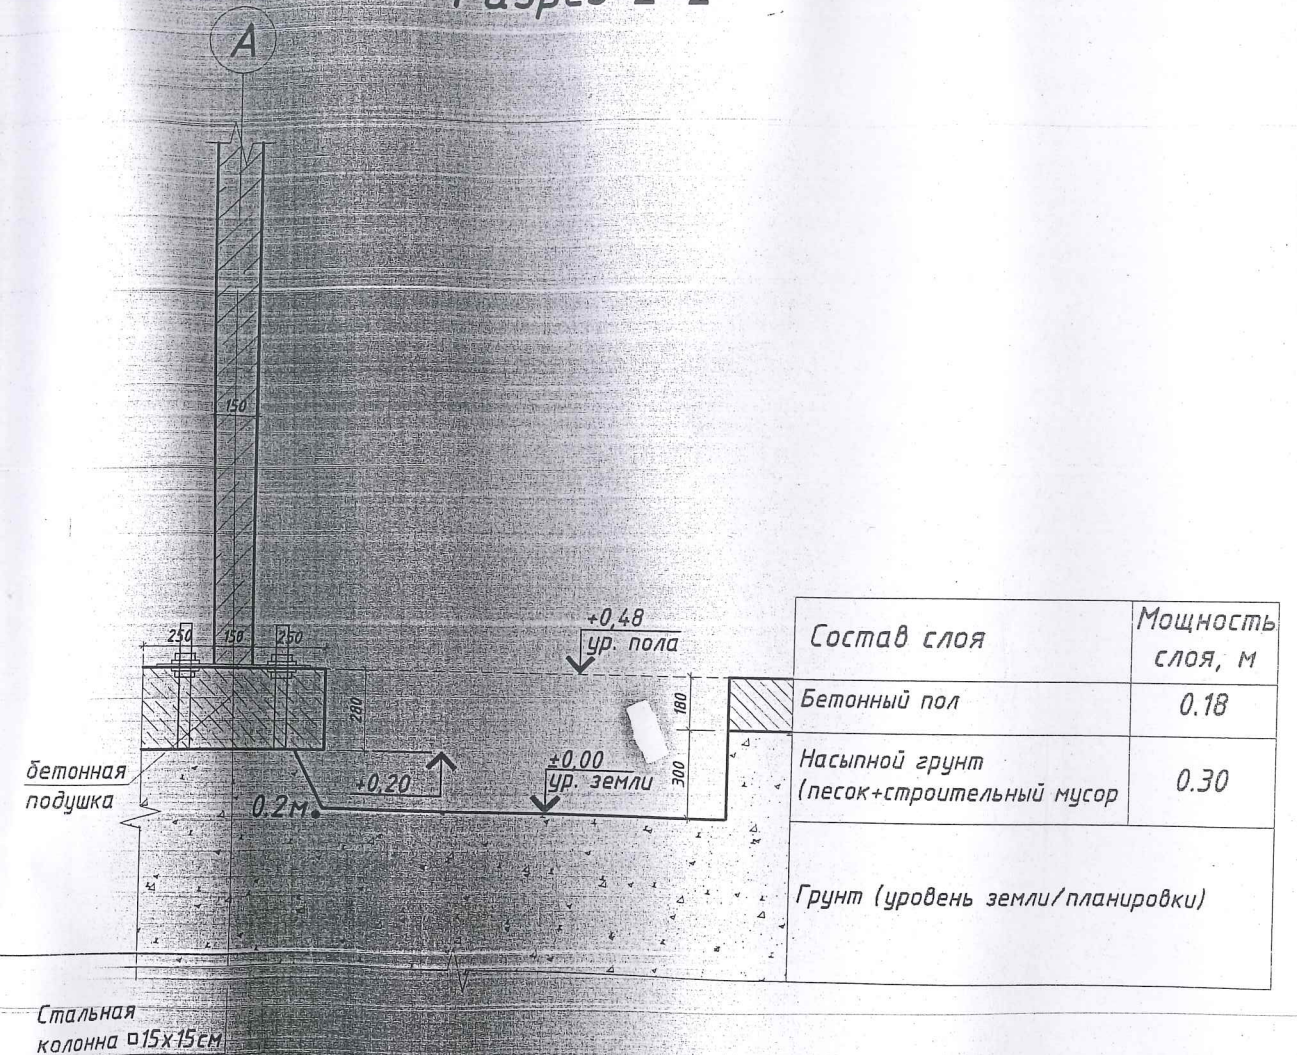 А
150
250
150
250
280
+0,48
ур. пола
180
300
±0,00
ур. земли
+0,20
0.2м
бетонная
подушка
Состав слоя
Мощность
слоя, м
Бетонный пол
0.18
Насыпной грунт
(песок+строительный мусор
0.30
Грунт (уровень земли/планировки)
Стальная
колонна □15х15см